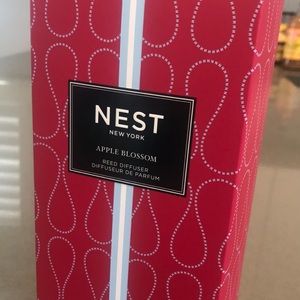 NEST
NEW YORK
APPLE BLOSSOM
REED DIFFUSER
DIFFUSEUR DE PARFUM